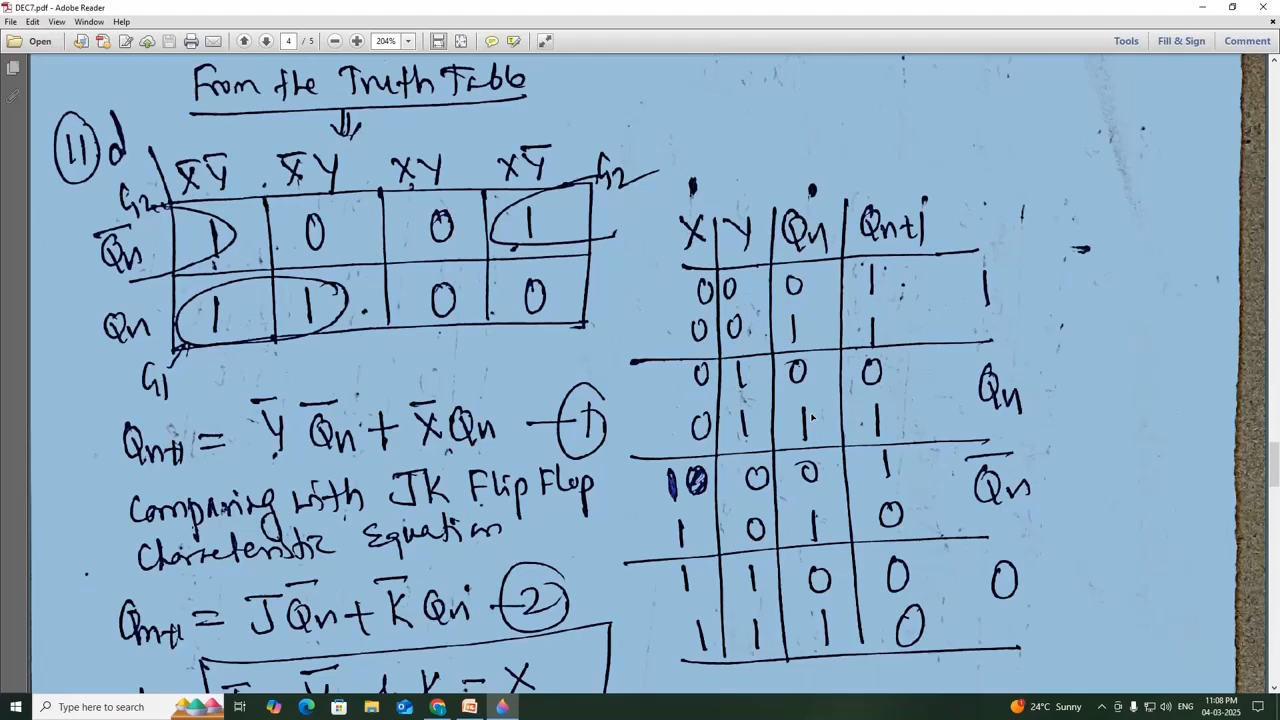 DEC7.pdf - Adobe Reader
File Edit View Window Help
Open 4 / 5 204% Tools Fill & Sign Comment
From the Truth Table
⇓
11 d
X̅Y̅ X̅Y XY XY̅
G2 G2
Q̅n 1 0 0 1
Qn 1 1 0 0
G1
Qn+1 = Y̅ Q̅n + X̅ Qn — 1
Comparing with JK Flip Flop
Charecteristic Equation
Qn+1 = J Q̅n + K̅ Qn — 2
X Y Qn Qn+1
0 0 0 1 1
0 0 1 1
0 1 0 0 Qn
0 1 1 1
1 0 0 1 Q̅n
1 0 1 0
1 1 0 0 0
1 1 1 0
Type here to search
24°C Sunny
11:08 PM
04-03-2025